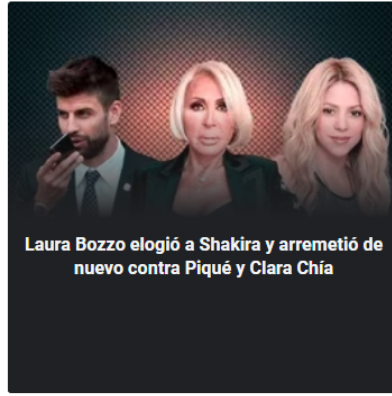 Laura Bozzo elogió a Shakira y arremetió de
nuevo contra Piqué y Clara Chía